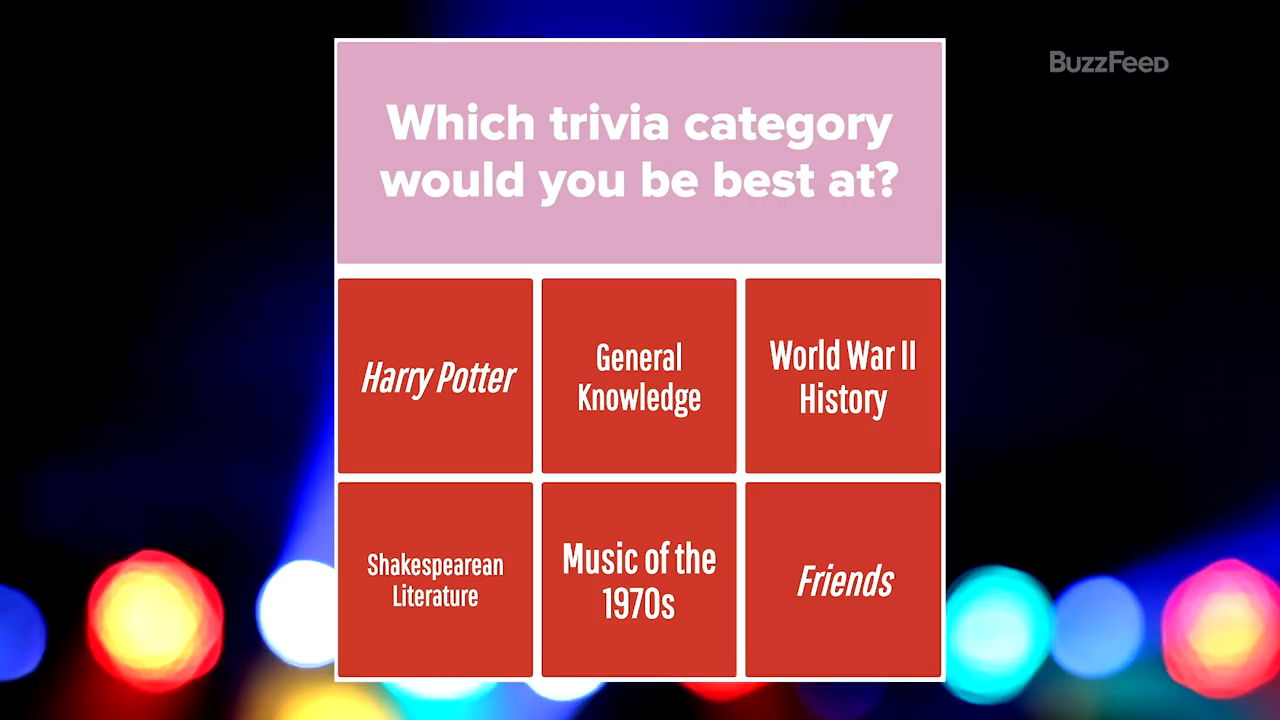 BuzzFeed
Which trivia category
would you be best at?
Harry Potter
General
Knowledge
World War II
History
Shakespearean
Literature
Music of the
1970s
Friends